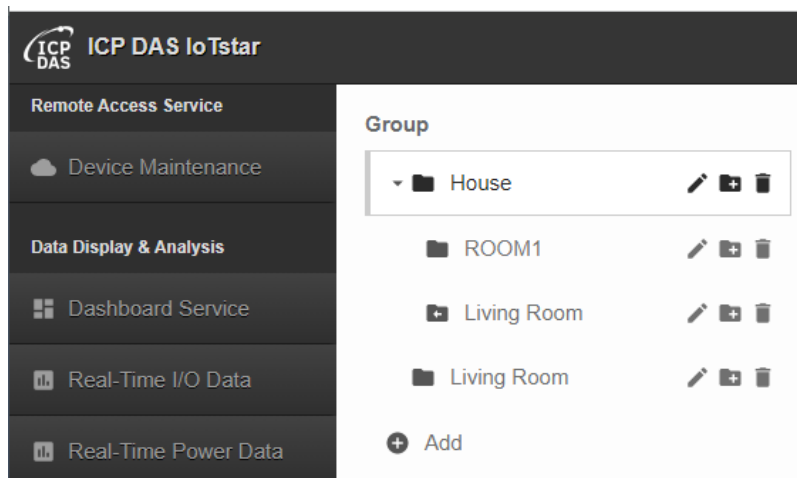 ICP DAS
ICP DAS IoTstar
Remote Access Service
Device Maintenance
Data Display & Analysis
Dashboard Service
Real-Time I/O Data
Real-Time Power Data
Group
House
ROOM1
Living Room
Living Room
Add